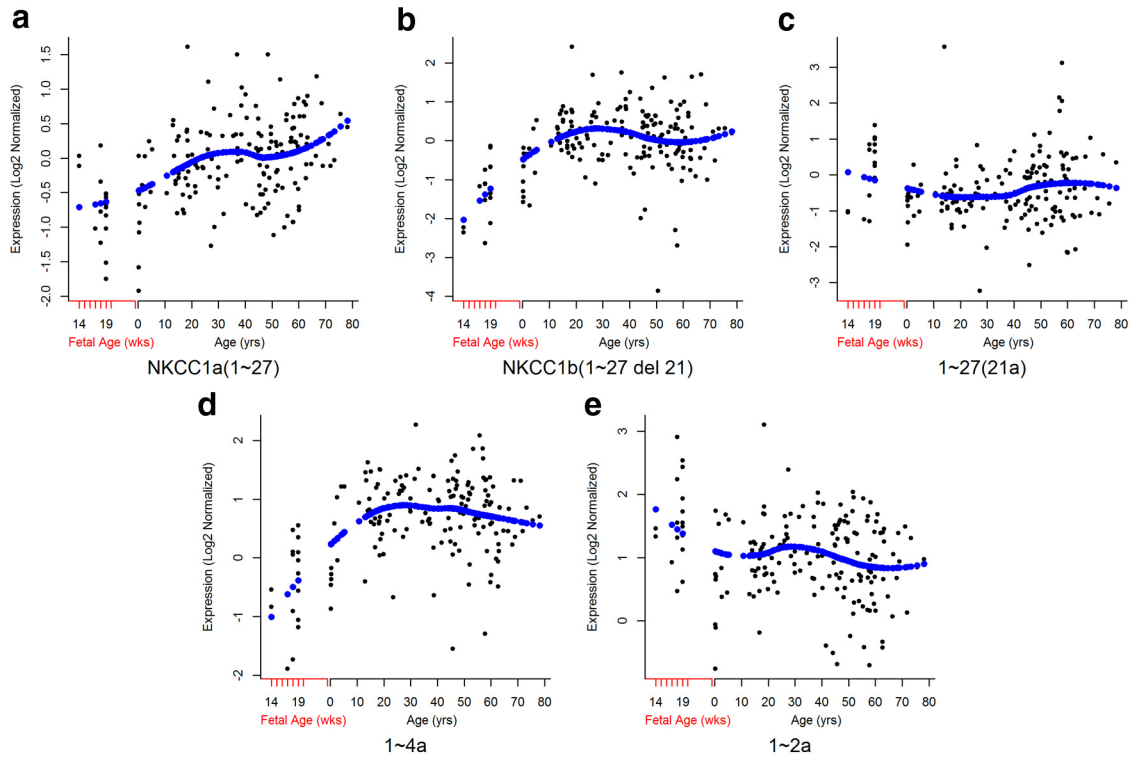 a
Expression (Log2 Normalized)
1.5
1.0
0.5
0.0
-0.5
-1.0
-1.5
-2.0
14 19 0 10 20 30 40 50 60 70 80
Fetal Age (wks) Age (yrs)
NKCC1a(1~27)
b
Expression (Log2 Normalized)
2
1
0
-1
-2
-3
-4
14 19 0 10 20 30 40 50 60 70 80
Fetal Age (wks) Age (yrs)
NKCC1b(1~27 del 21)
c
Expression (Log2 Normalized)
3
2
1
0
-1
-2
-3
14 19 0 10 20 30 40 50 60 70 80
Fetal Age (wks) Age (yrs)
1~27(21a)
d
Expression (Log2 Normalized)
2
1
0
-1
-2
14 19 0 10 20 30 40 50 60 70 80
Fetal Age (wks) Age (yrs)
1~4a
e
Expression (Log2 Normalized)
3
2
1
0
14 19 0 10 20 30 40 50 60 70 80
Fetal Age (wks) Age (yrs)
1~2a